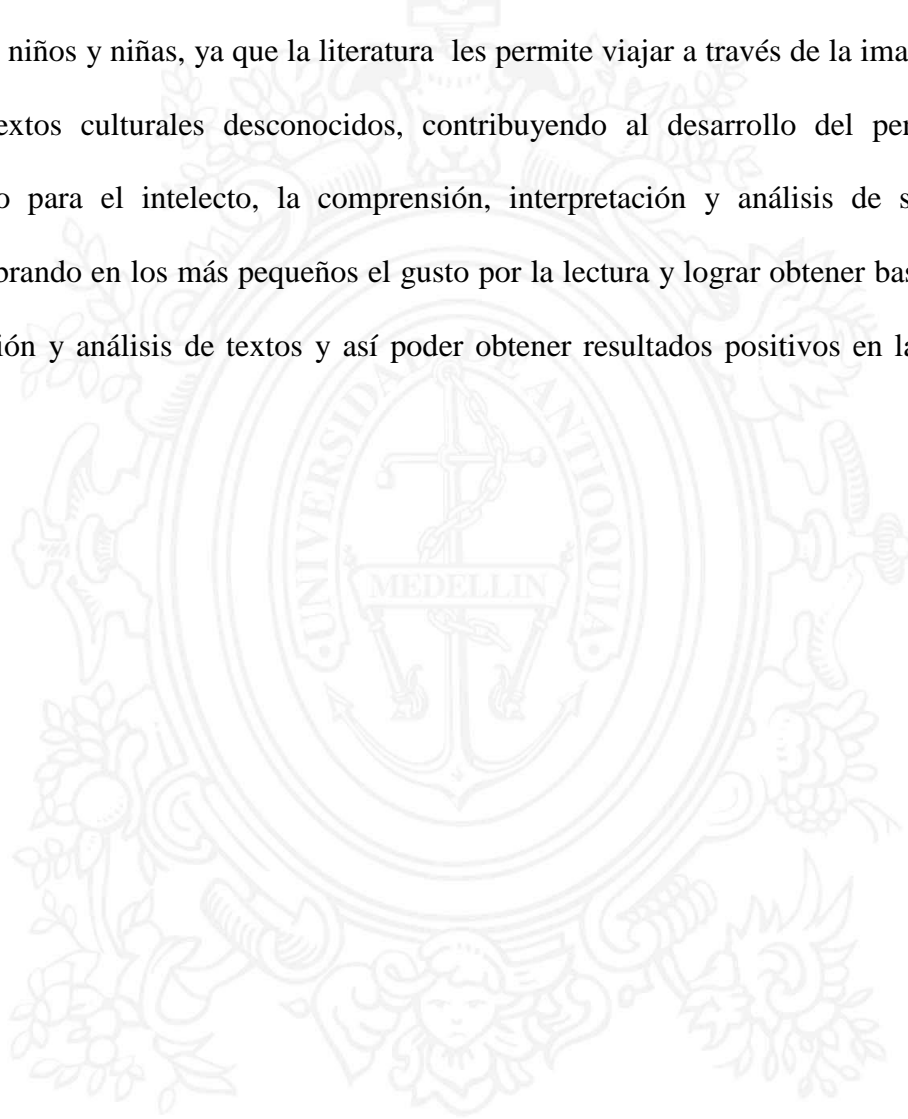 niños y niñas, ya que la literatura les permite viajar a través de la ima
extos culturales desconocidos, contribuyendo al desarrollo del per
o para el intelecto, la comprensión, interpretación y análisis de s
brando en los más pequeños el gusto por la lectura y lograr obtener bas
ión y análisis de textos y así poder obtener resultados positivos en la
UNIVERSIDAD DE ANTIOQUIA
MEDELLIN